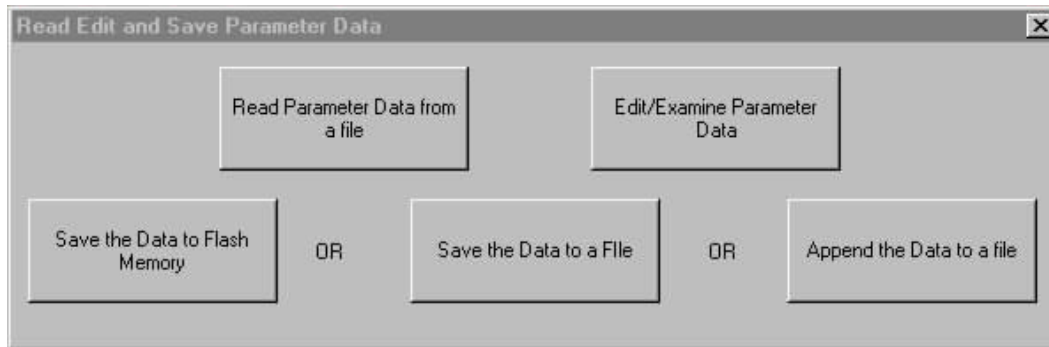 Read Edit and Save Parameter Data
Read Parameter Data from
a file
Edit/Examine Parameter
Data
Save the Data to Flash
Memory
OR
Save the Data to a FIle
OR
Append the Data to a file